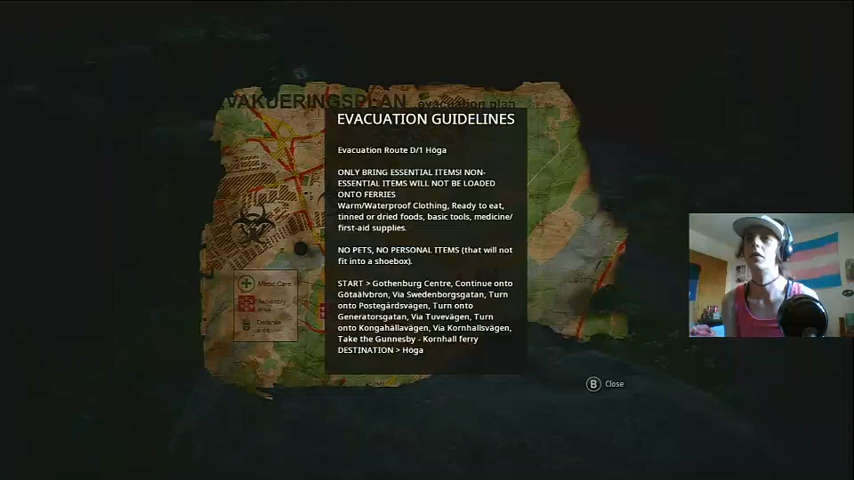 EVAKUERINGSPLAN evacuation plan
EVACUATION GUIDELINES
Evacuation Route D/1 Höga
ONLY BRING ESSENTIAL ITEMS! NON-
ESSENTIAL ITEMS WILL NOT BE LOADED
ONTO FERRIES
Warm/Waterproof Clothing, Ready to eat,
tinned or dried foods, basic tools, medicine/
first-aid supplies.
NO PETS, NO PERSONAL ITEMS (that will not
fit into a shoebox).
START > Gothenburg Centre, Continue onto
Götaälvbron, Via Swedenborgsgatan, Turn
onto Postegärdsvägen, Turn onto
Generatorsgatan, Via Tuvevägen, Turn
onto Kongahällavägen, Via Kornhallsvägen,
Take the Gunnesby - Kornhall ferry
DESTINATION > Höga
Medic Care
Assembly
area
Defense
B Close